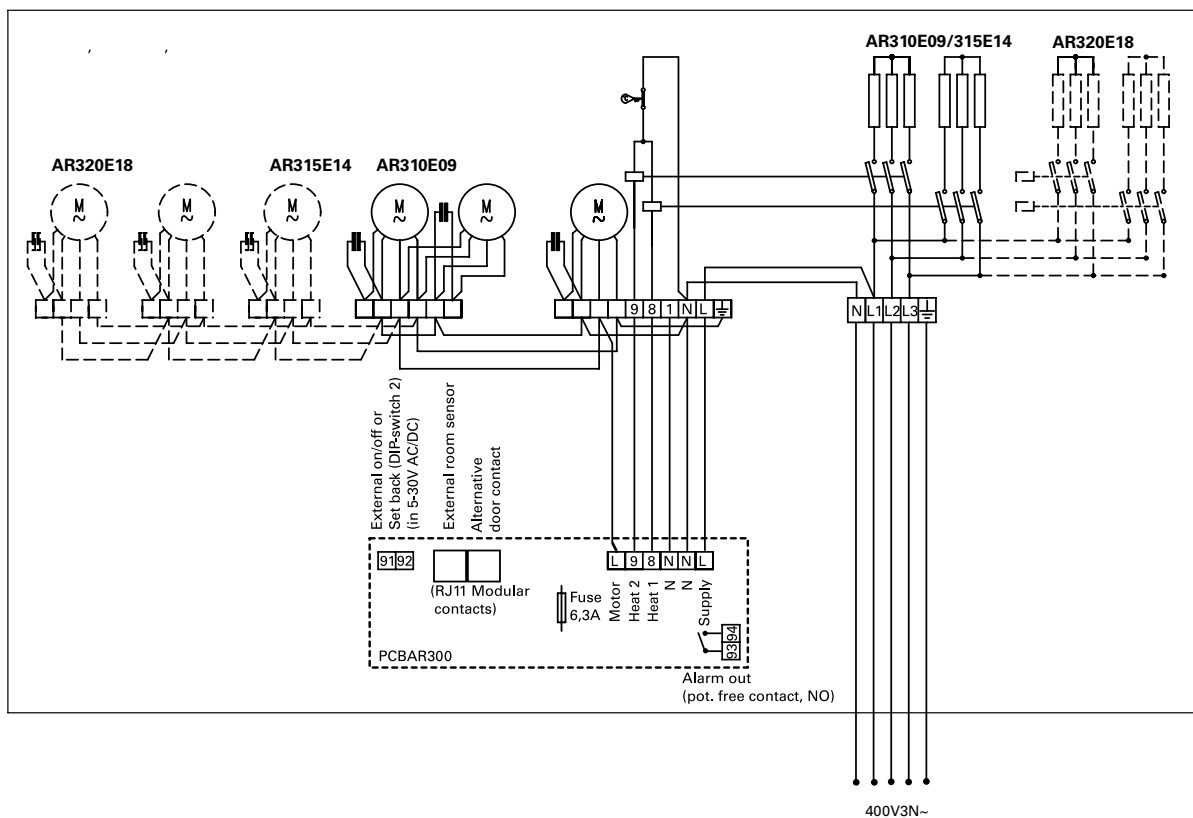 AR310E09/315E14
AR320E18
AR320E18
AR315E14
AR310E09
M
~
M
~
M
~
M
~
M
~
M
~
9 8 1 N L
N L1 L2 L3
External on/off or
Set back (DIP-switch 2)
(in 5-30V AC/DC)
External room sensor
Alternative
door contact
91 92
(RJ11 Modular
contacts)
L 9 8 N N L
Motor
Heat 2
Heat 1
N
N
Supply
Fuse
6,3A
93 94
PCBAR300
Alarm out
(pot. free contact, NO)
400V3N~